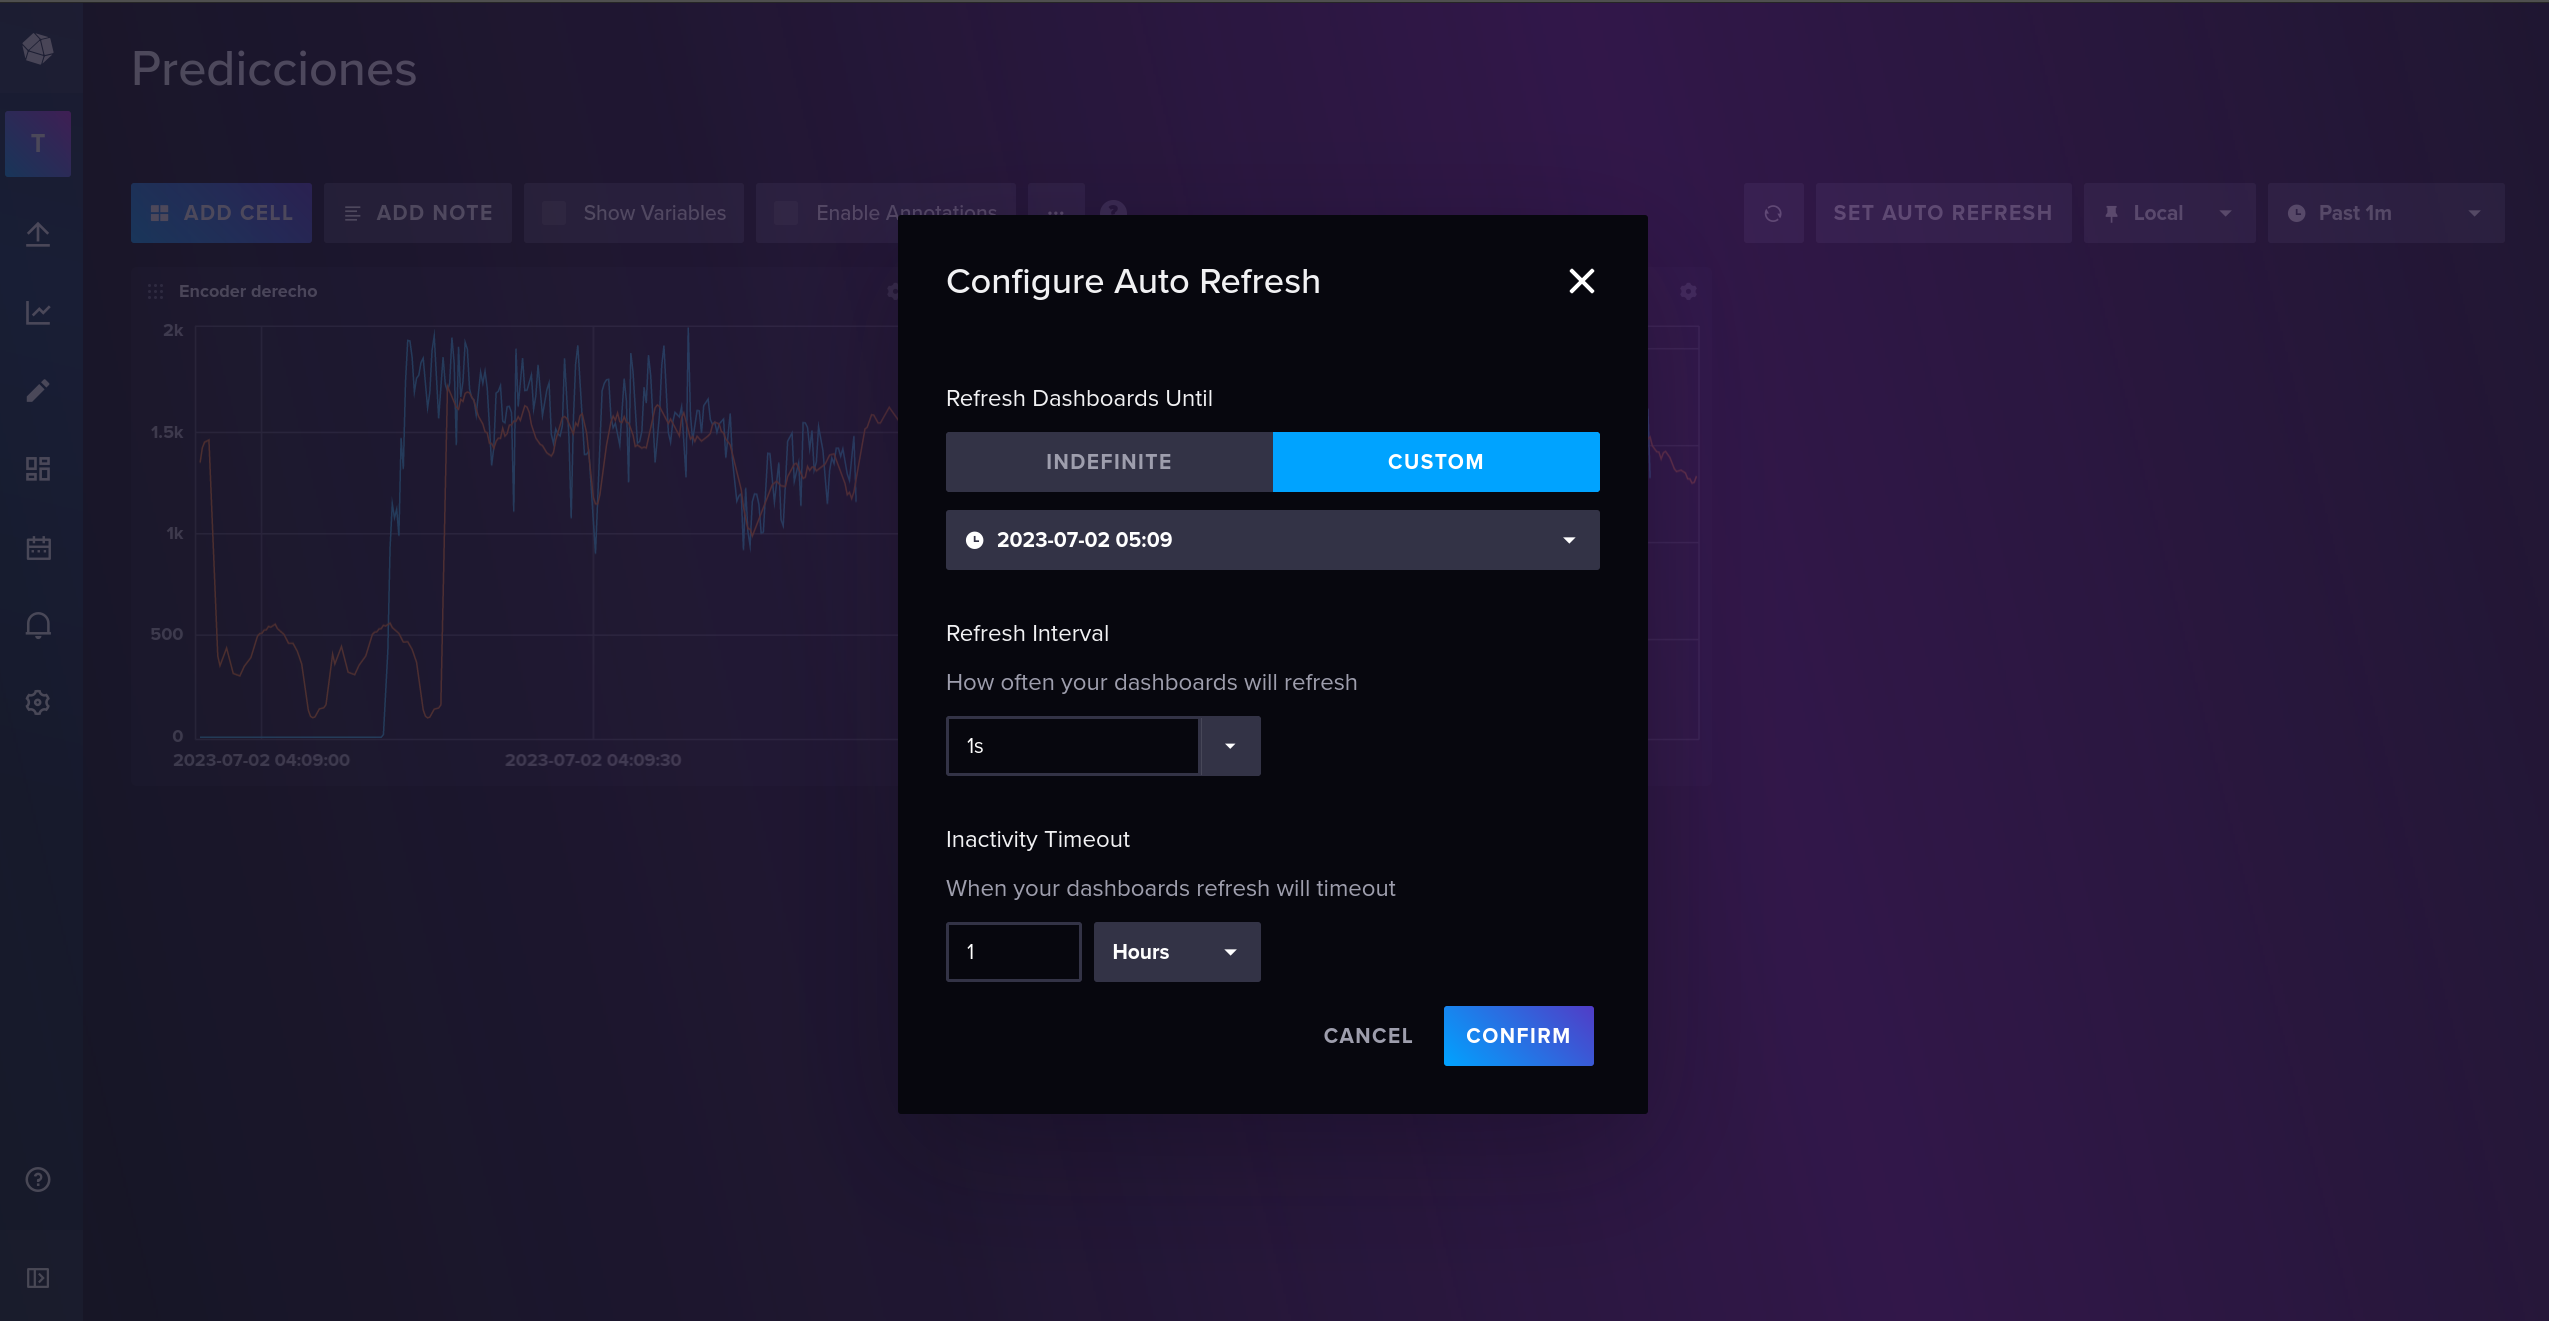 Predicciones
T
ADD CELL
ADD NOTE
Show Variables
Enable Annotations
...
?
SET AUTO REFRESH
Local
Past 1m
Encoder derecho
2k
1.5k
1k
500
0
2023-07-02 04:09:00
2023-07-02 04:09:30
Configure Auto Refresh
Refresh Dashboards Until
INDEFINITE
CUSTOM
2023-07-02 05:09
Refresh Interval
How often your dashboards will refresh
1s
Inactivity Timeout
When your dashboards refresh will timeout
1
Hours
CANCEL
CONFIRM